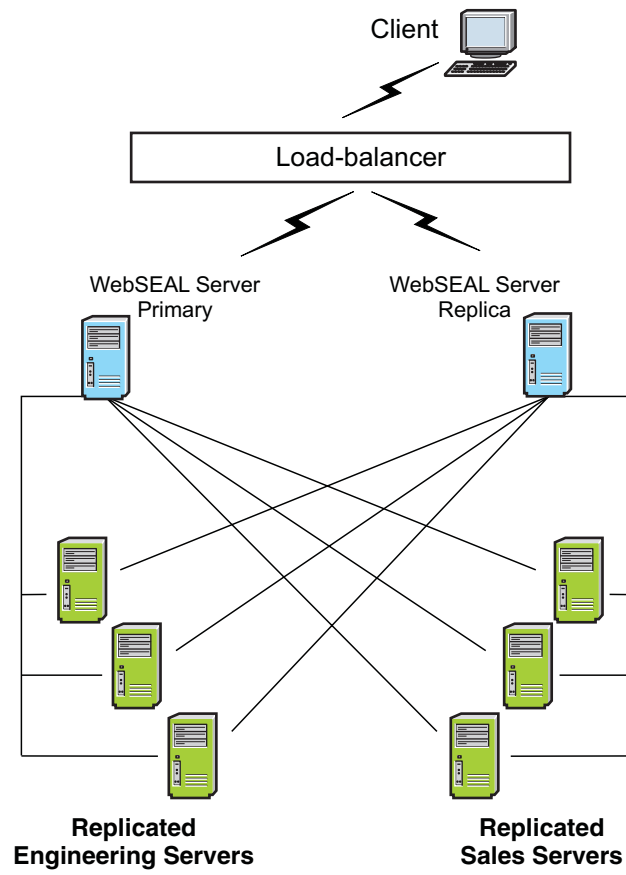 Client
Load-balancer
WebSEAL Server
Primary
WebSEAL Server
Replica
Replicated
Engineering Servers
Replicated
Sales Servers